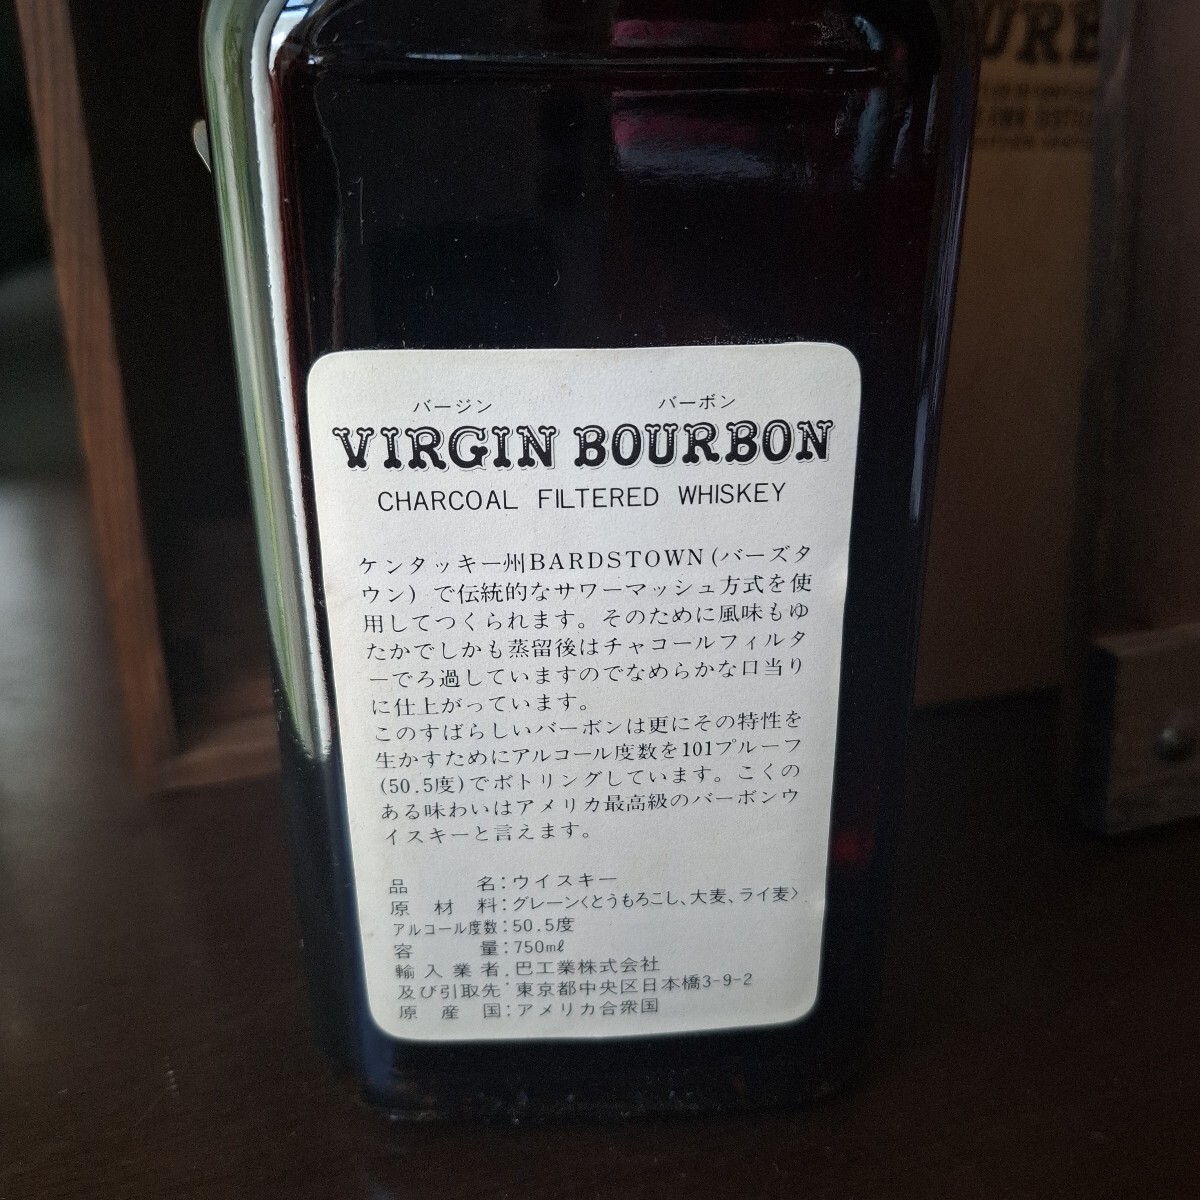 URB
バージン バーボン
VIRGIN BOURBON
CHARCOAL FILTERED WHISKEY
ケンタッキー州BARDSTOWN(バーズタ
ウン) で伝統的なサワーマッシュ方式を使
用してつくられます。そのために風味もゆ
たかでしかも蒸留後はチャコールフィルタ
ーでろ過していますのでなめらかな口当り
に仕上がっています。
このすばらしいバーボンは更にその特性を
生かすためにアルコール度数を101プルーフ
(50.5度)でボトリングしています。こくの
ある味わいはアメリカ最高級のバーボンウ
イスキーと言えます。
品名:ウイスキー
原材料:グレーン〈とうもろこし、大麦、ライ麦〉
アルコール度数:50.5度
容量:750mℓ
輸入業者 巴工業株式会社
及び引取先:東京都中央区日本橋3-9-2
原産国:アメリカ合衆国